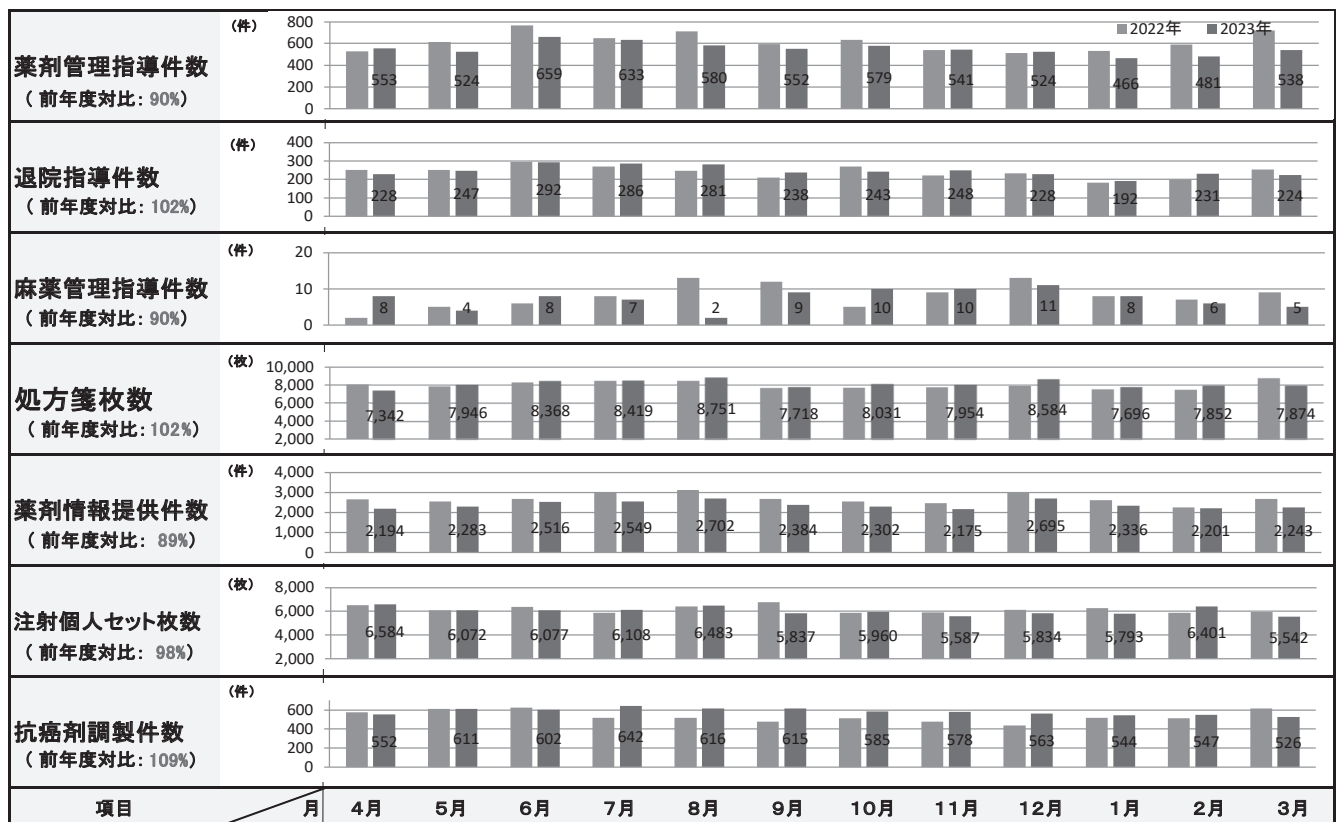 (件) 800 ■2022年 ■2023年
600
400
200
0
薬剤管理指導件数
( 前年度対比: 90%)
553 524 659 633 580 552 579 541 524 466 481 538
(件) 400
300
200
100
0
退院指導件数
( 前年度対比: 102%)
228 247 292 286 281 238 243 248 228 192 231 224
(件) 20
10
0
麻薬管理指導件数
( 前年度対比: 90%)
8 4 8 7 2 9 10 10 11 8 6 5
(枚) 10,000
8,000
6,000
4,000
2,000
処方箋枚数
( 前年度対比:102%)
7,342 7,946 8,368 8,419 8,751 7,718 8,031 7,954 8,584 7,696 7,852 7,874
(件) 4,000
3,000
2,000
1,000
0
薬剤情報提供件数
( 前年度対比: 89%)
2,194 2,283 2,516 2,549 2,702 2,384 2,302 2,175 2,695 2,336 2,201 2,243
(枚) 8,000
6,000
4,000
2,000
注射個人セット枚数
( 前年度対比: 98%)
6,584 6,072 6,077 6,108 6,483 5,837 5,960 5,587 5,834 5,793 6,401 5,542
(件)
600
400
200
0
抗癌剤調製件数
( 前年度対比:109%)
552 611 602 642 616 615 585 578 563 544 547 526
項目 月 4月 5月 6月 7月 8月 9月 10月 11月 12月 1月 2月 3月